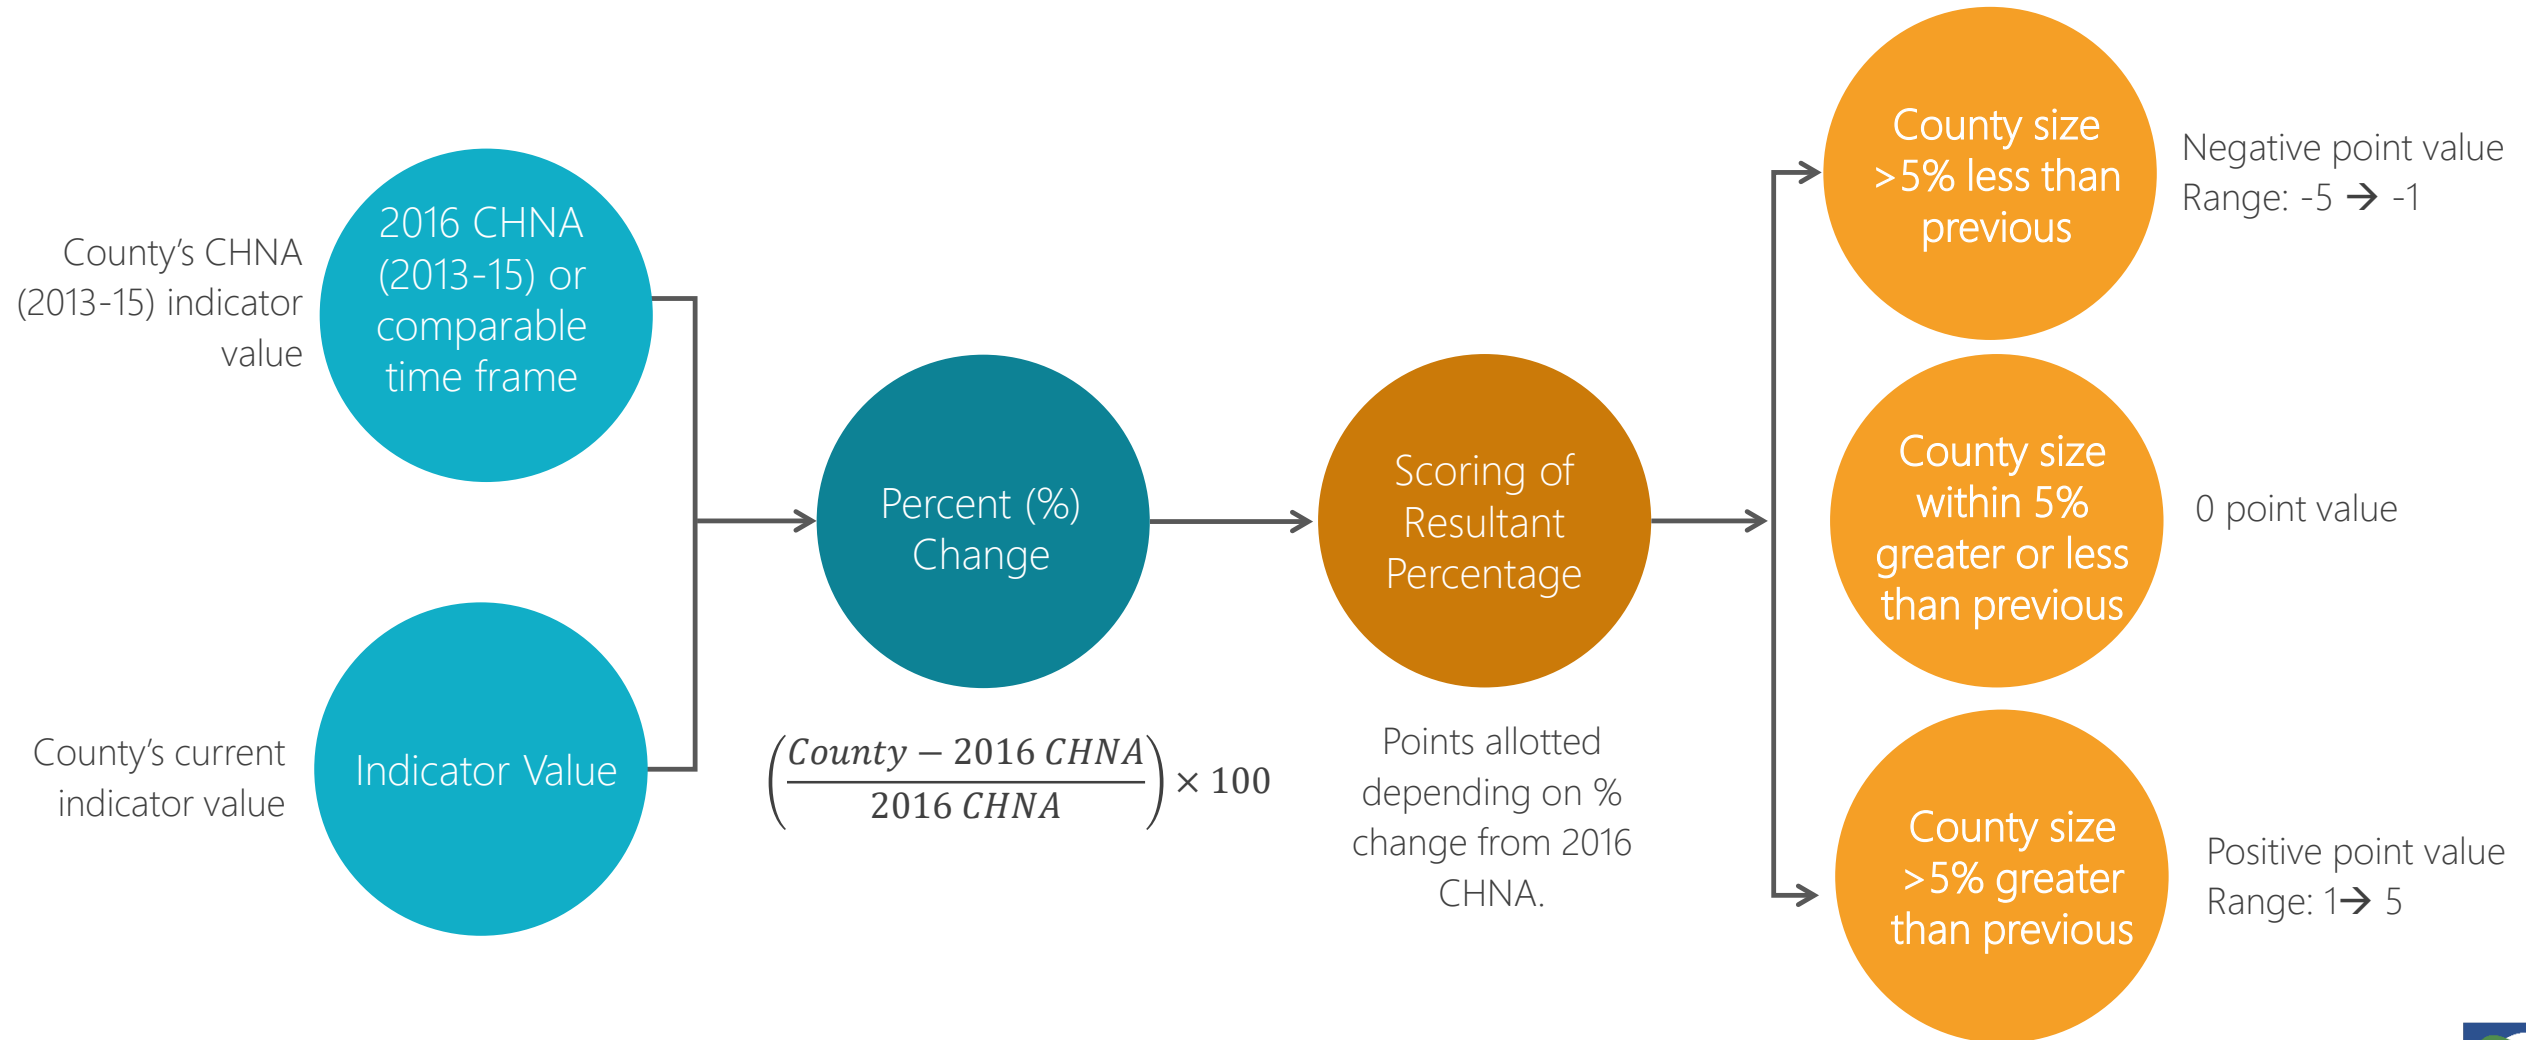 County's CHNA
(2013-15) indicator
value
2016 CHNA
(2013-15) or
comparable
time frame
County's current
indicator value
Indicator Value
Percent (%)
Change
(County – 2016 CHNA
2016 CHNA) × 100
Scoring of
Resultant
Percentage
Points allotted
depending on %
change from 2016
CHNA.
County size
>5% less than
previous
Negative point value
Range: -5 → -1
County size
within 5%
greater or less
than previous
0 point value
County size
>5% greater
than previous
Positive point value
Range: 1→ 5